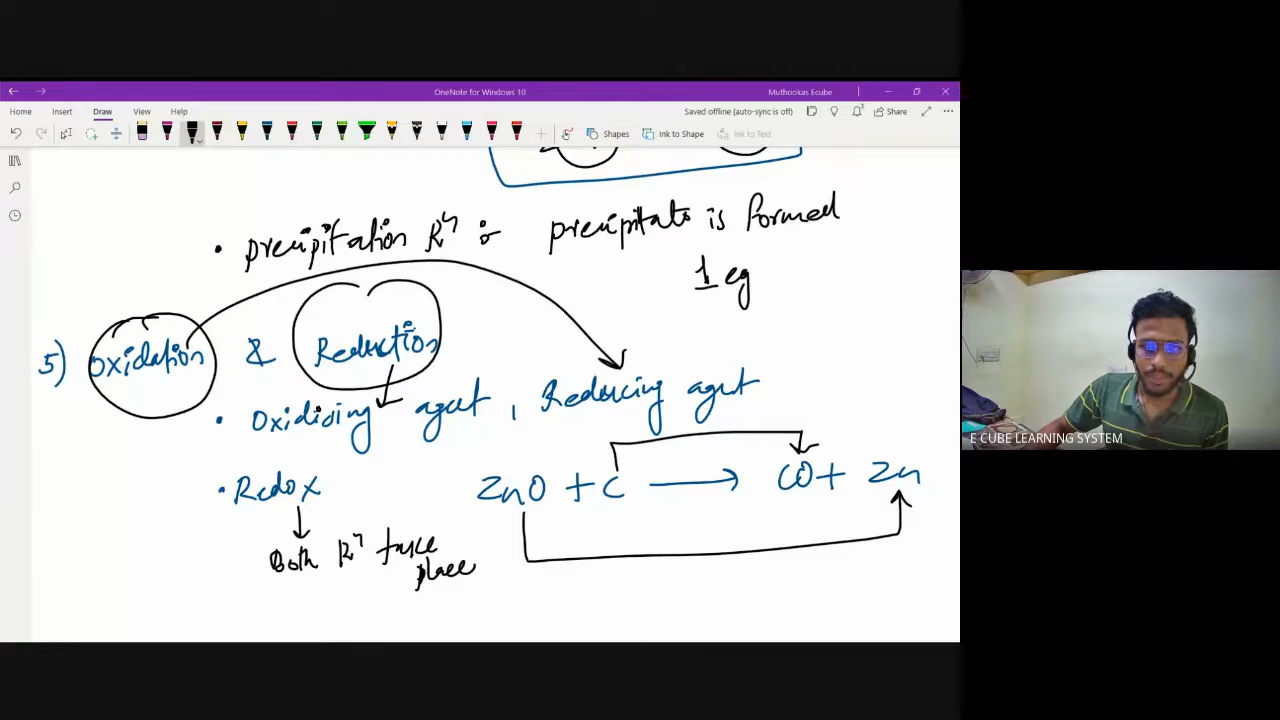 OneNote for Windows 10
Muthookas Ecube
Home Insert Draw View Help
Saved offline (auto-sync is off)
Share
Shapes
Ink to Shape
Ink to Text
• precipitation Rⁿ : precipitate is formed
1 eg
5) Oxidation & Reduction
• Oxidising agent, Reducing agent
• Redox
ZnO + C → CO + Zn
Both Rⁿ take place
E CUBE LEARNING SYSTEM